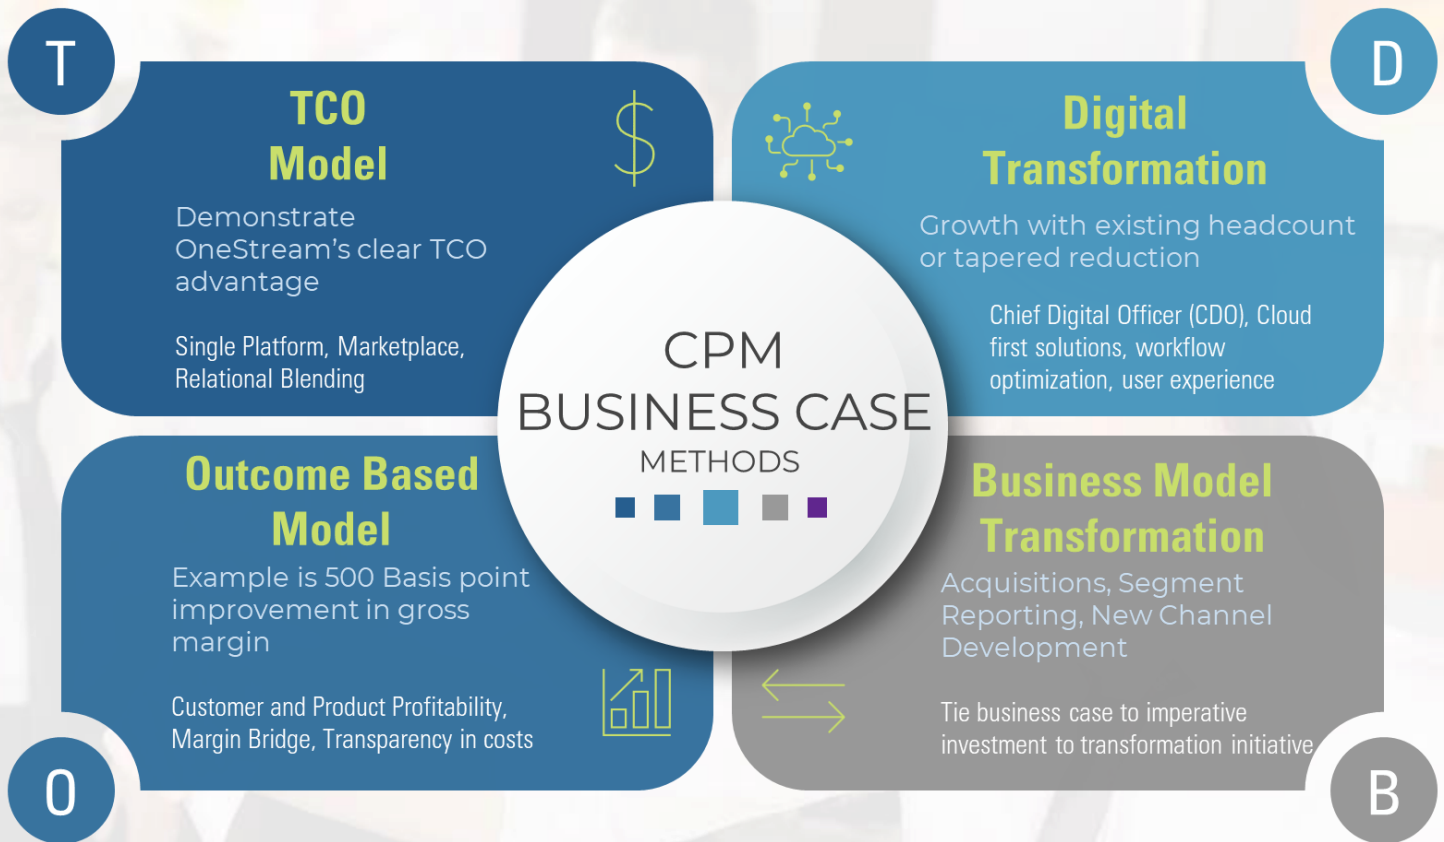 T
TCO
Model
Demonstrate
OneStream's clear TCO
advantage
Single Platform, Marketplace,
Relational Blending
D
Digital
Transformation
Growth with existing headcount
or tapered reduction
Chief Digital Officer (CDO), Cloud
first solutions, workflow
optimization, user experience
CPM
BUSINESS CASE
METHODS
O
Outcome Based
Model
Example is 500 Basis point
improvement in gross
margin
Customer and Product Profitability,
Margin Bridge, Transparency in costs
B
Business Model
Transformation
Acquisitions, Segment
Reporting, New Channel
Development
Tie business case to imperative
investment to transformation initiative